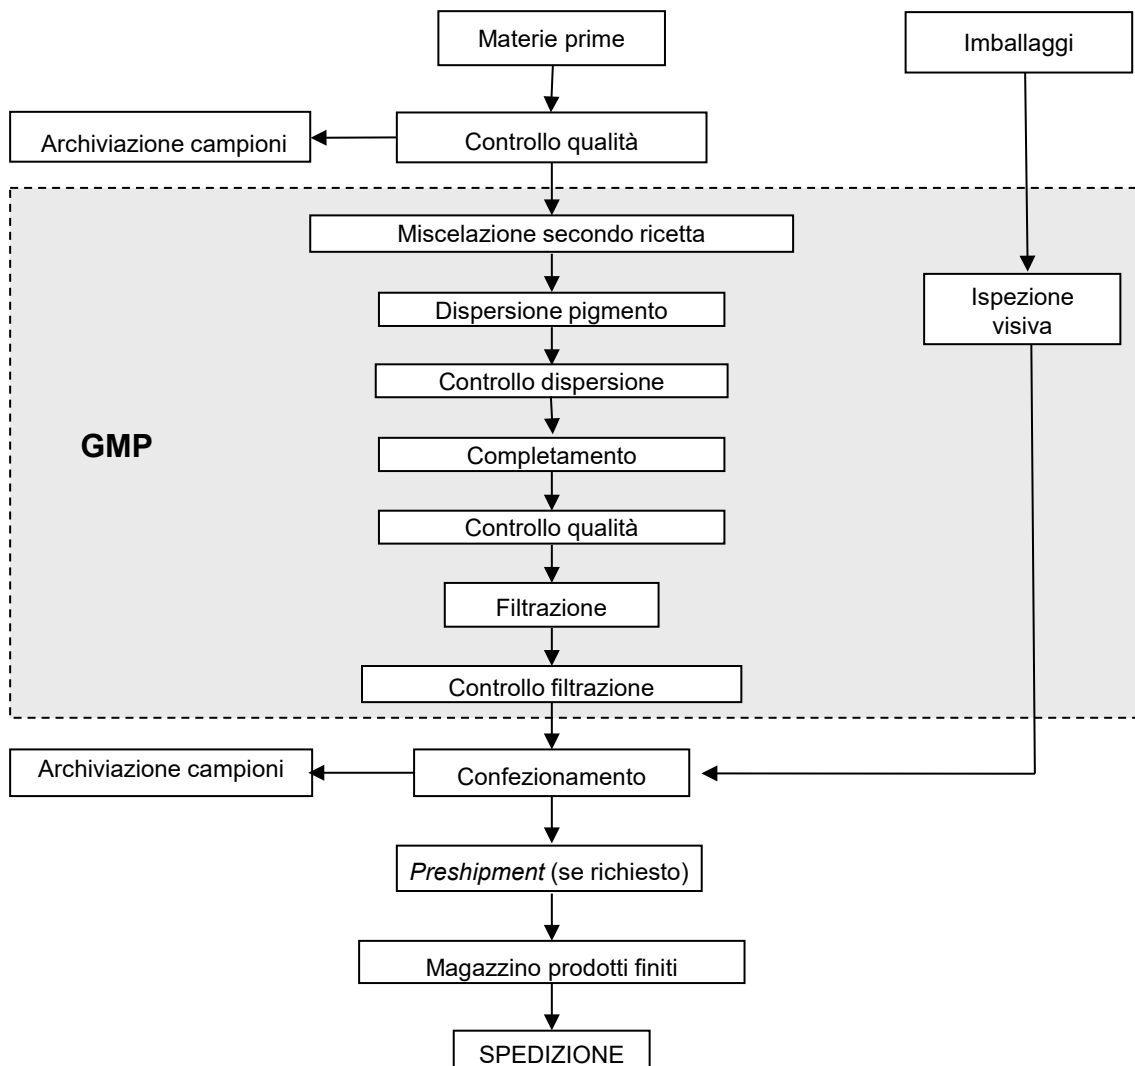 Materie prime
Imballaggi
Archiviazione campioni
Controllo qualità
Miscelazione secondo ricetta
Dispersione pigmento
Ispezione
visiva
Controllo dispersione
GMP
Completamento
Controllo qualità
Filtrazione
Controllo filtrazione
Archiviazione campioni
Confezionamento
Preshipment (se richiesto)
Magazzino prodotti finiti
SPEDIZIONE